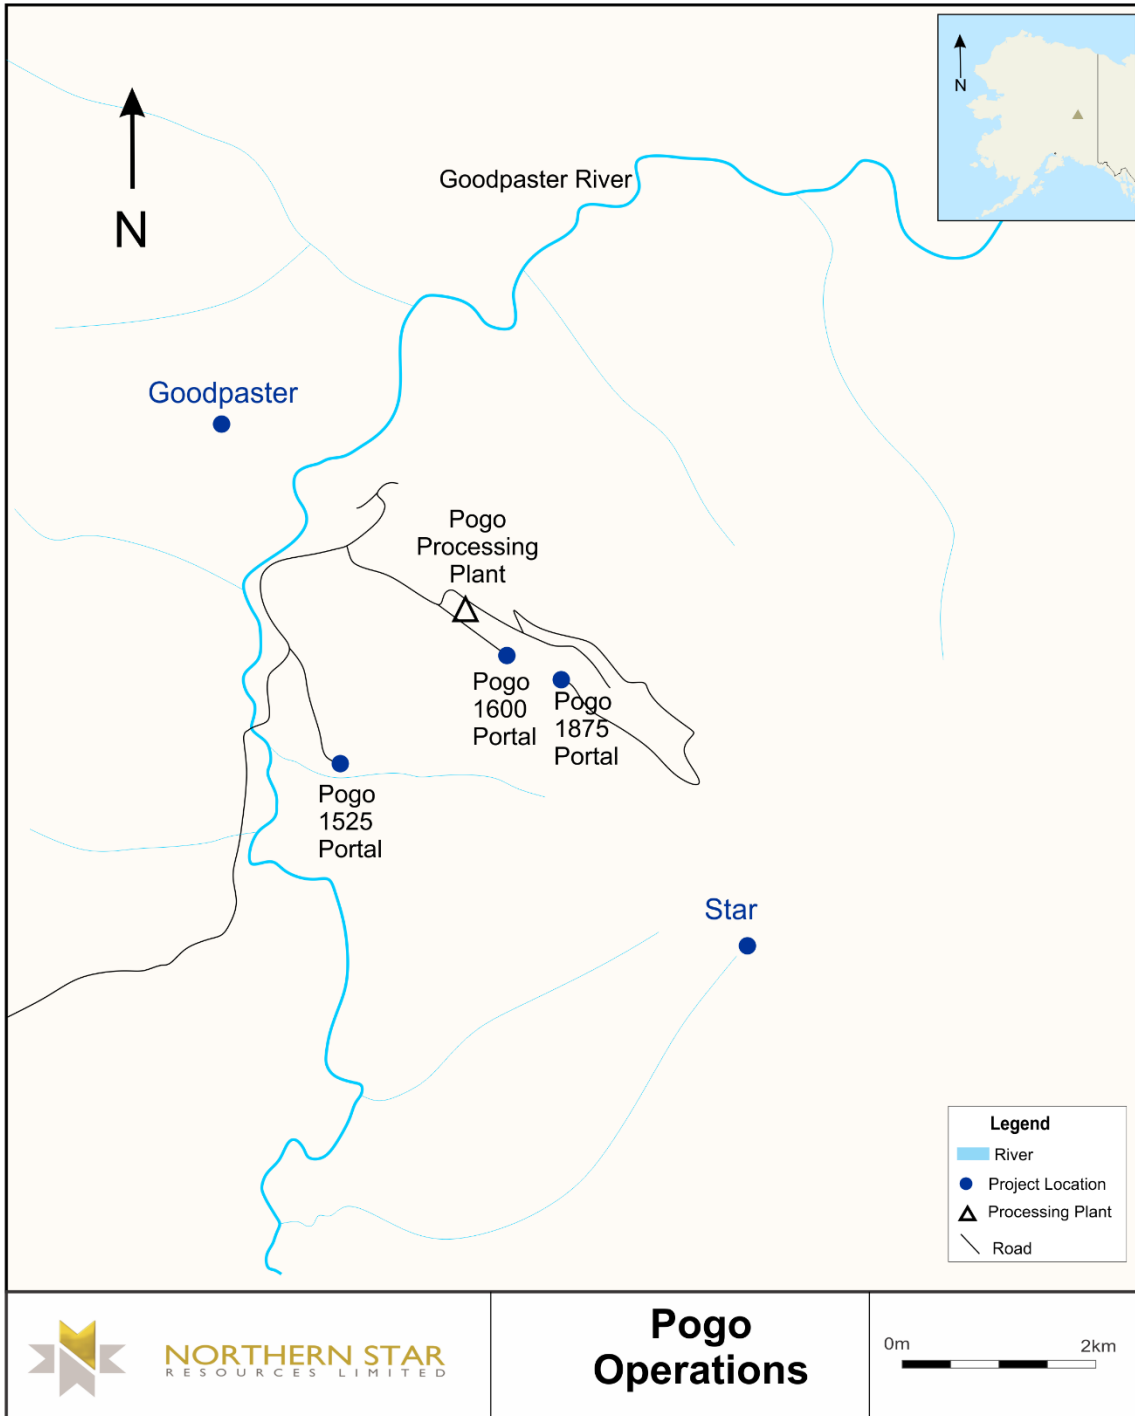 N
Goodpaster River
N
Goodpaster
Pogo
Processing
Plant
Pogo
1600
Portal
Pogo
1875
Portal
Pogo
1525
Portal
Star
Legend
River
Project Location
Processing Plant
Road
NORTHERN STAR
RESOURCES LIMITED
Pogo
Operations
0m 2km